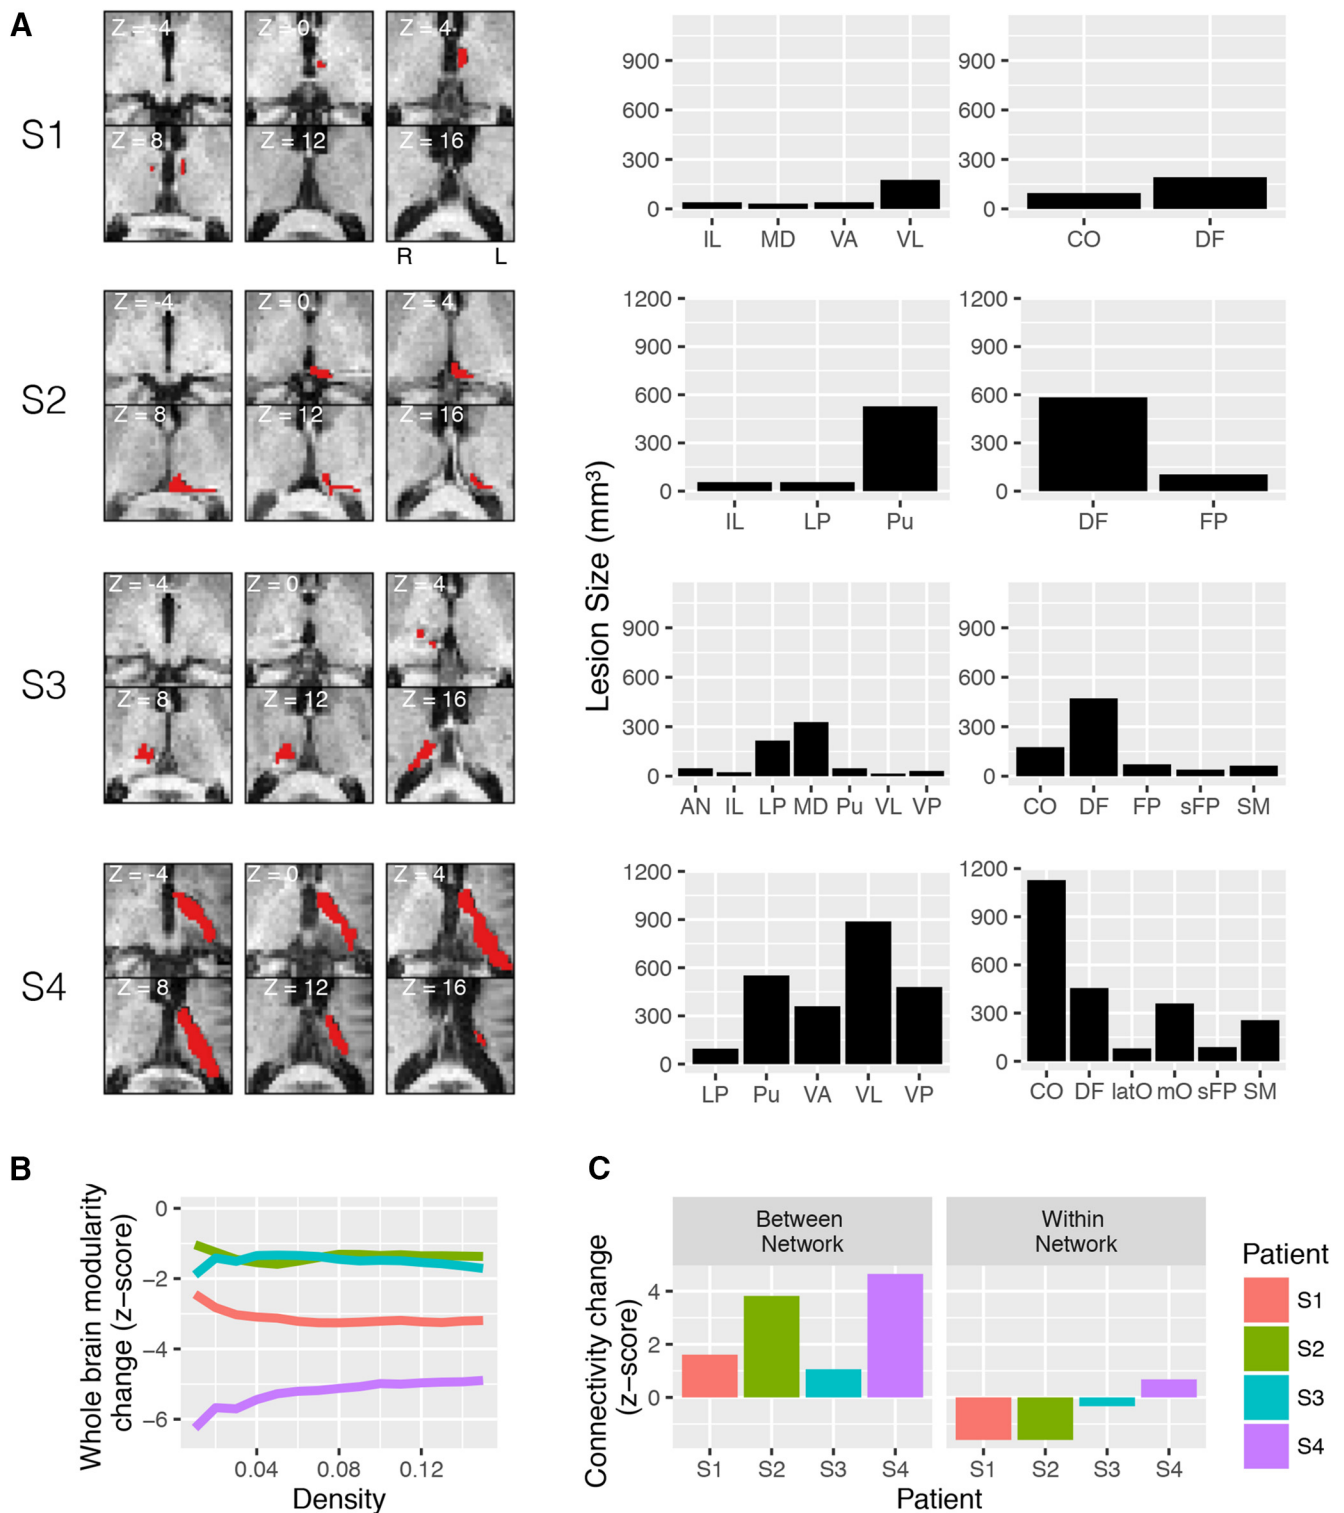 A
S1
Z = -4
Z = 0
Z = 4
Z = 8
Z = 12
Z = 16
R
L
900
600
300
0
IL MD VA VL
900
600
300
0
CO DF
S2
Z = -4
Z = 0
Z = 4
Z = 8
Z = 12
Z = 16
Lesion Size (mm³)
1200
900
600
300
0
IL LP Pu
1200
900
600
300
0
DF FP
S3
Z = -4
Z = 0
Z = 4
Z = 8
Z = 12
Z = 16
900
600
300
0
AN IL LP MD Pu VL VP
900
600
300
0
CO DF FP sFP SM
S4
Z = -4
Z = 0
Z = 4
Z = 8
Z = 12
Z = 16
1200
900
600
300
0
LP Pu VA VL VP
1200
900
600
300
0
CO DF latO mO sFP SM
B
Whole brain modularity
change (z−score)
0
−2
−4
−6
0.04 0.08 0.12
Density
C
Connectivity change
(z−score)
Between
Network
Within
Network
4
2
0
S1 S2 S3 S4
S1 S2 S3 S4
Patient
Patient
S1
S2
S3
S4